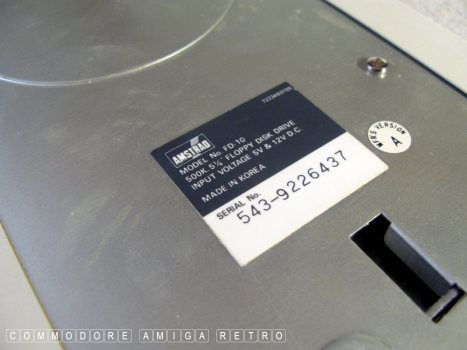 7223660109
AMSTRAD
MODEL No. FD-10
500K. 5¼ FLOPPY DISK DRIVE
INPUT VOLTAGE 5V & 12V D.C.
MADE IN KOREA
SERIAL No.
543-9226437
MFRS VERSION
A
COMMODORE AMIGA RETRO